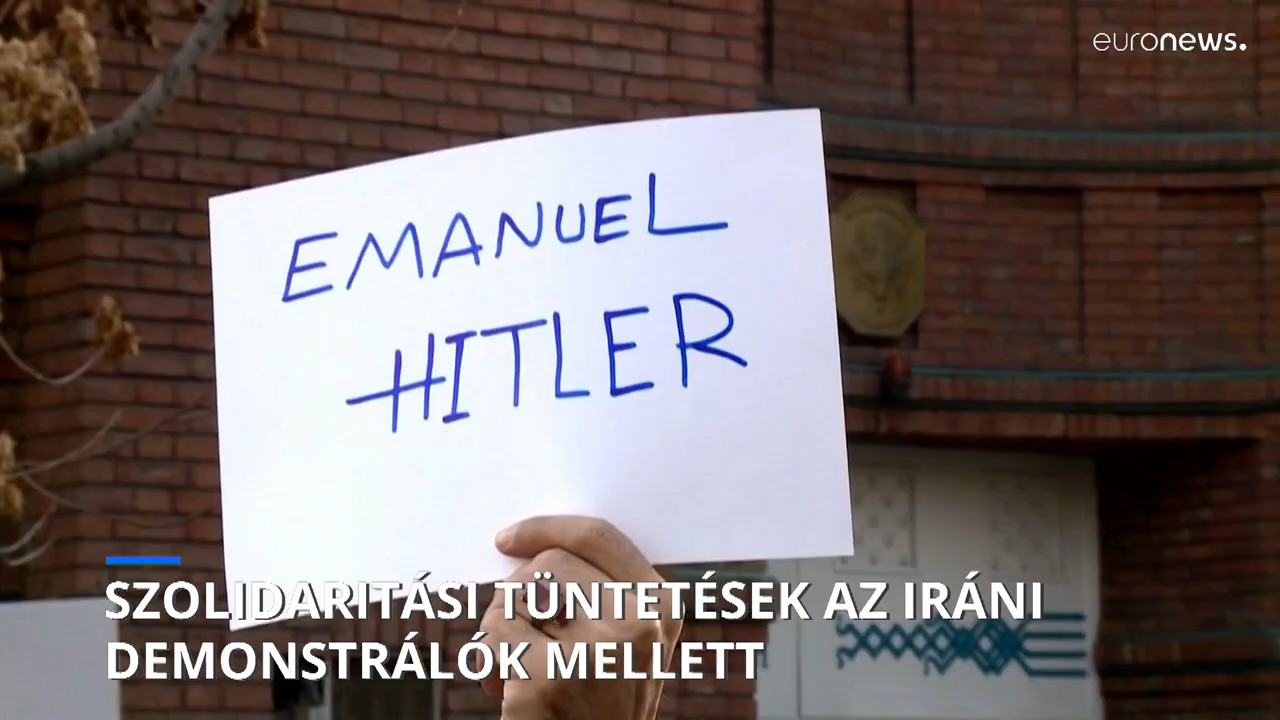 euronews.
EMANUEL
HITLER
SZOLIDARITÁSI TÜNTETÉSEK AZ IRÁNI
DEMONSTRÁLÓK MELLETT